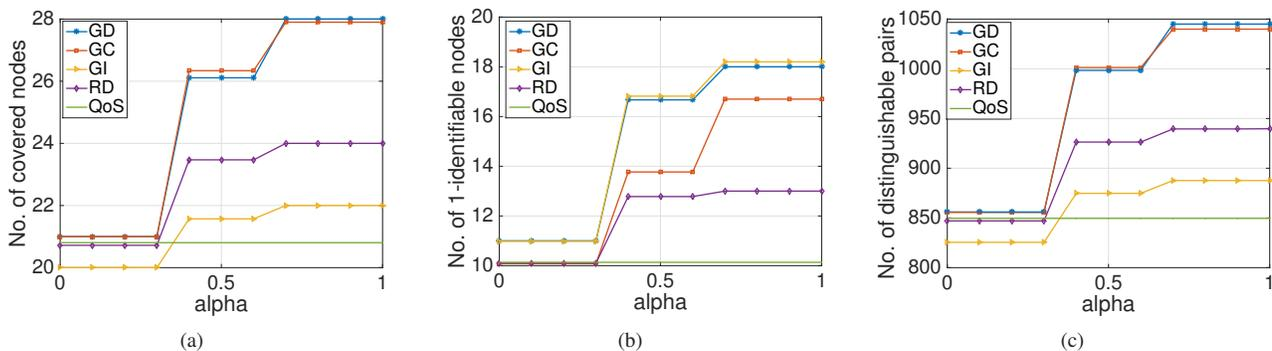 No. of covered nodes
28
26
24
22
20
GD
GC
GI
RD
QoS
0
0.5
1
alpha
(a)
No. of 1 -identifiable nodes
20
18
16
14
12
10
GD
GC
GI
RD
QoS
0
0.5
1
alpha
(b)
No. of distinguishable pairs
1050
1000
950
900
850
800
GD
GC
GI
RD
QoS
0
0.5
1
alpha
(c)